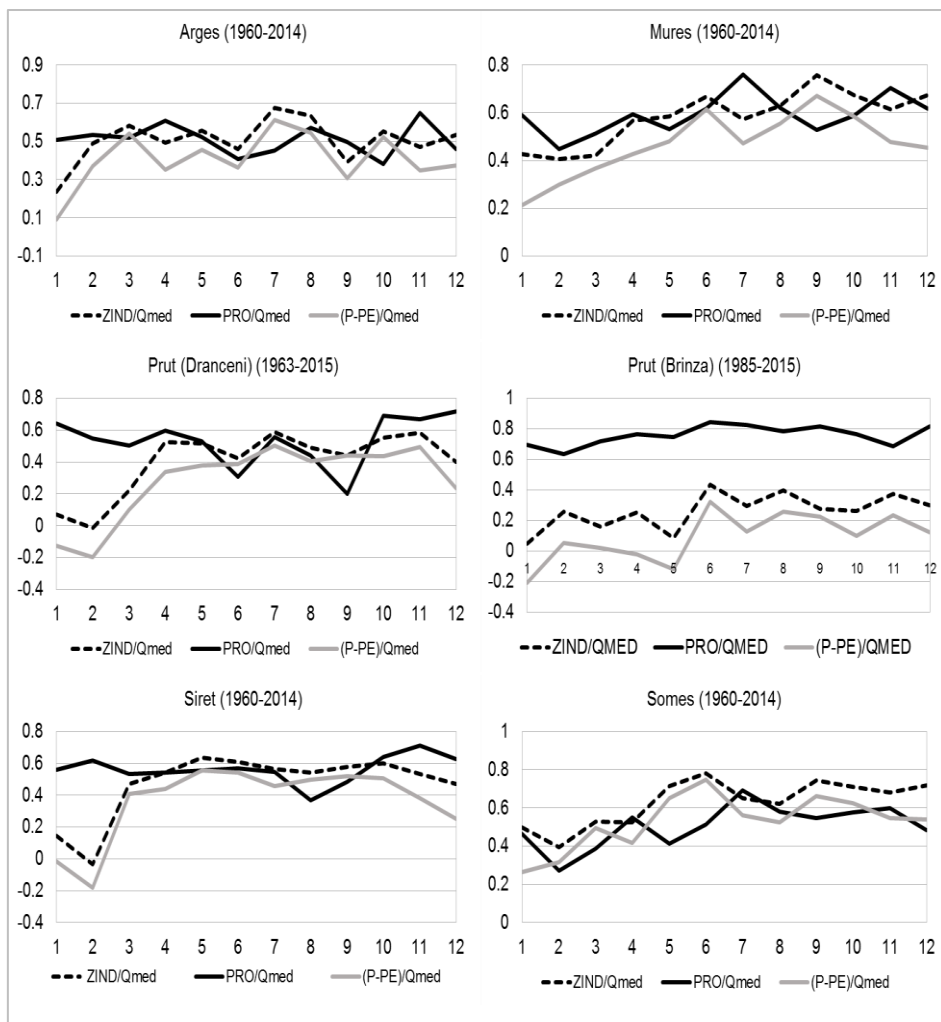 Arges (1960-2014)
0.9
0.7
0.5
0.3
0.1
-0.1
1 2 3 4 5 6 7 8 9 10 11 12
ZIND/Qmed PRO/Qmed (P-PE)/Qmed
Mures (1960-2014)
0.8
0.6
0.4
0.2
0
1 2 3 4 5 6 7 8 9 10 11 12
ZIND/Qmed PRO/Qmed (P-PE)/Qmed
Prut (Dranceni) (1963-2015)
0.8
0.6
0.4
0.2
0
-0.2
-0.4
1 2 3 4 5 6 7 8 9 10 11 12
ZIND/Qmed PRO/Qmed (P-PE)/Qmed
Prut (Brinza) (1985-2015)
1
0.8
0.6
0.4
0.2
0
-0.2
-0.4
1 2 3 4 5 6 7 8 9 10 11 12
ZIND/QMED PRO/QMED (P-PE)/QMED
Siret (1960-2014)
0.8
0.6
0.4
0.2
0
-0.2
-0.4
1 2 3 4 5 6 7 8 9 10 11 12
ZIND/Qmed PRO/Qmed (P-PE)/Qmed
Somes (1960-2014)
1
0.8
0.6
0.4
0.2
0
1 2 3 4 5 6 7 8 9 10 11 12
ZIND/Qmed PRO/Qmed (P-PE)/Qmed